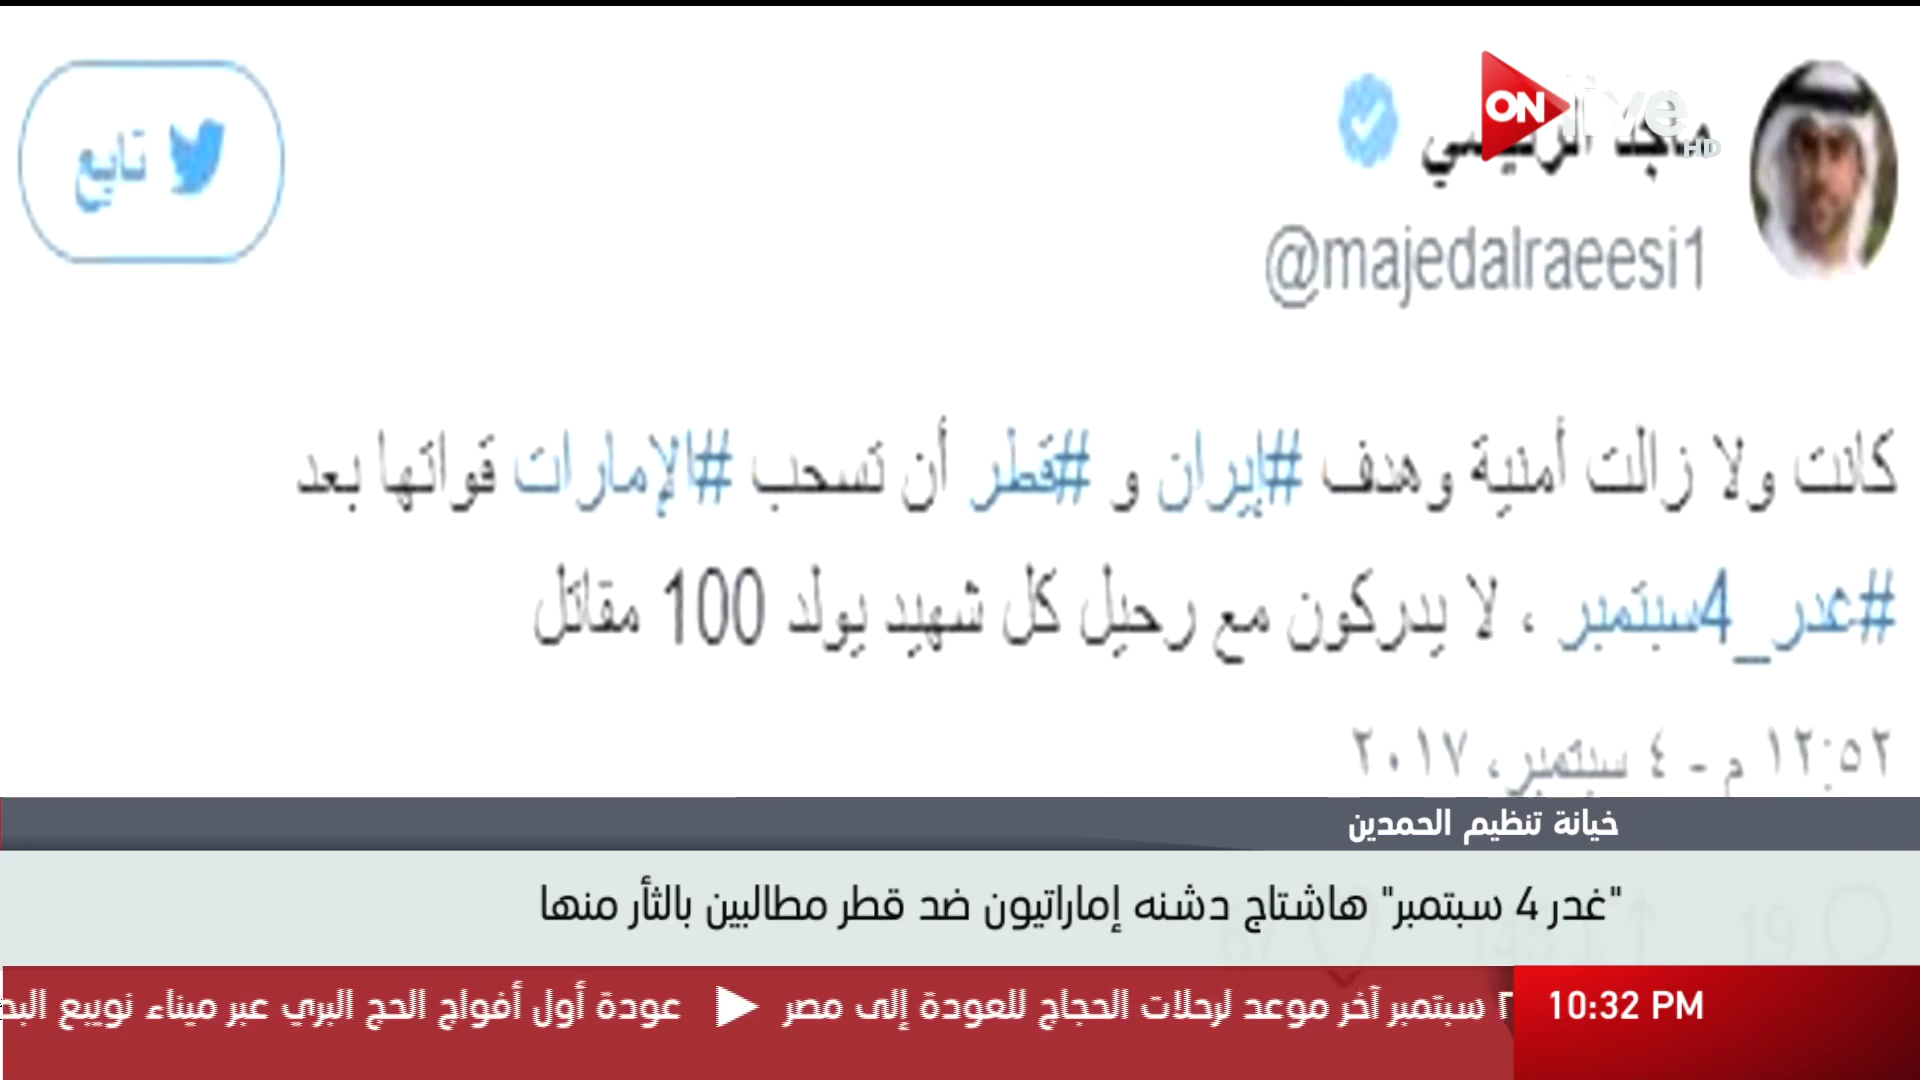 ON live HD
ماجد الرئيسي
تابع
@majedalraeesi1
كانت ولا زالت أمنية وهدف #إيران و #قطر أن تسحب #الإمارات قواتها بعد
#غدر_4سبتمبر ، لا يدركون مع رحيل كل شهيد يولد 100 مقاتل
١٢:٥٢ م - ٤ سبتمبر، ٢٠١٧
خيانة تنظيم الحمدين
"غدر 4 سبتمبر" هاشتاج دشنه إماراتيون ضد قطر مطالبين بالثأر منها
سبتمبر آخر موعد لرحلات الحجاج للعودة إلى مصر ◀ عودة أول أفواج الحج البري عبر ميناء نويبع
10:32 PM